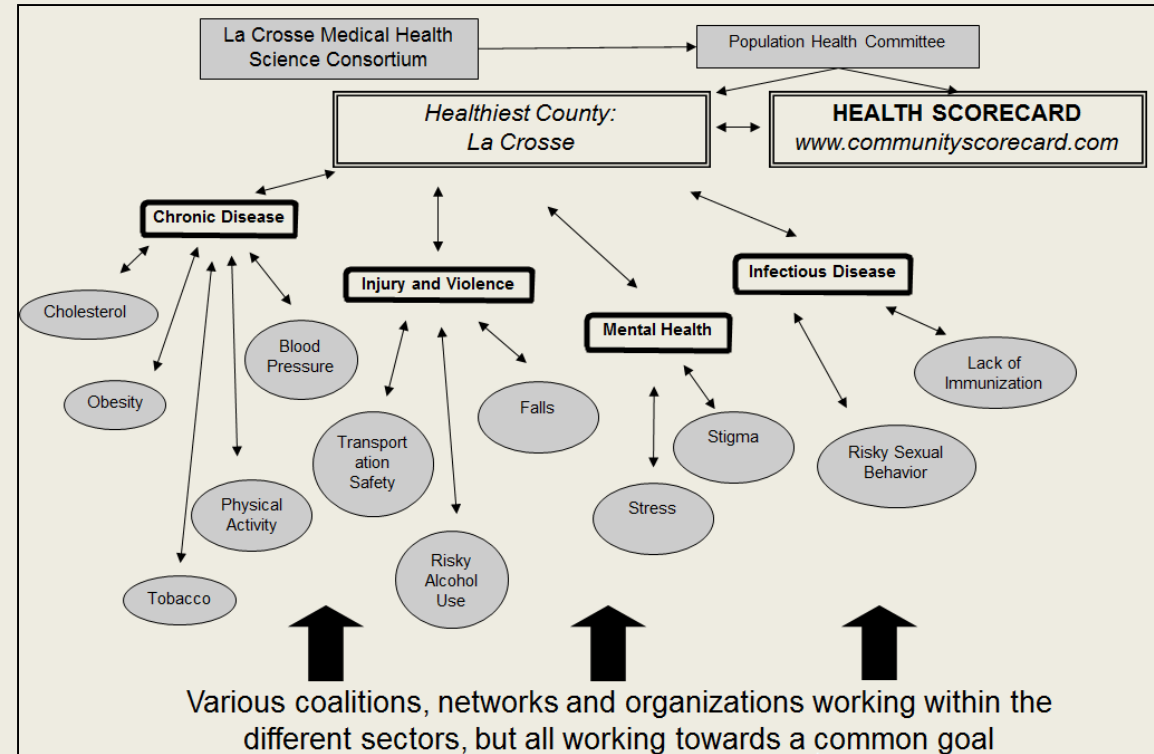 La Crosse Medical Health
Science Consortium
Population Health Committee
Healthiest County:
La Crosse
HEALTH SCORECARD
www.communityscorecard.com
Chronic Disease
Injury and Violence
Mental Health
Infectious Disease
Cholesterol
Obesity
Tobacco
Physical
Activity
Blood
Pressure
Transport
ation
Safety
Risky
Alcohol
Use
Falls
Stress
Stigma
Risky Sexual
Behavior
Lack of
Immunization
Various coalitions, networks and organizations working within the
different sectors, but all working towards a common goal